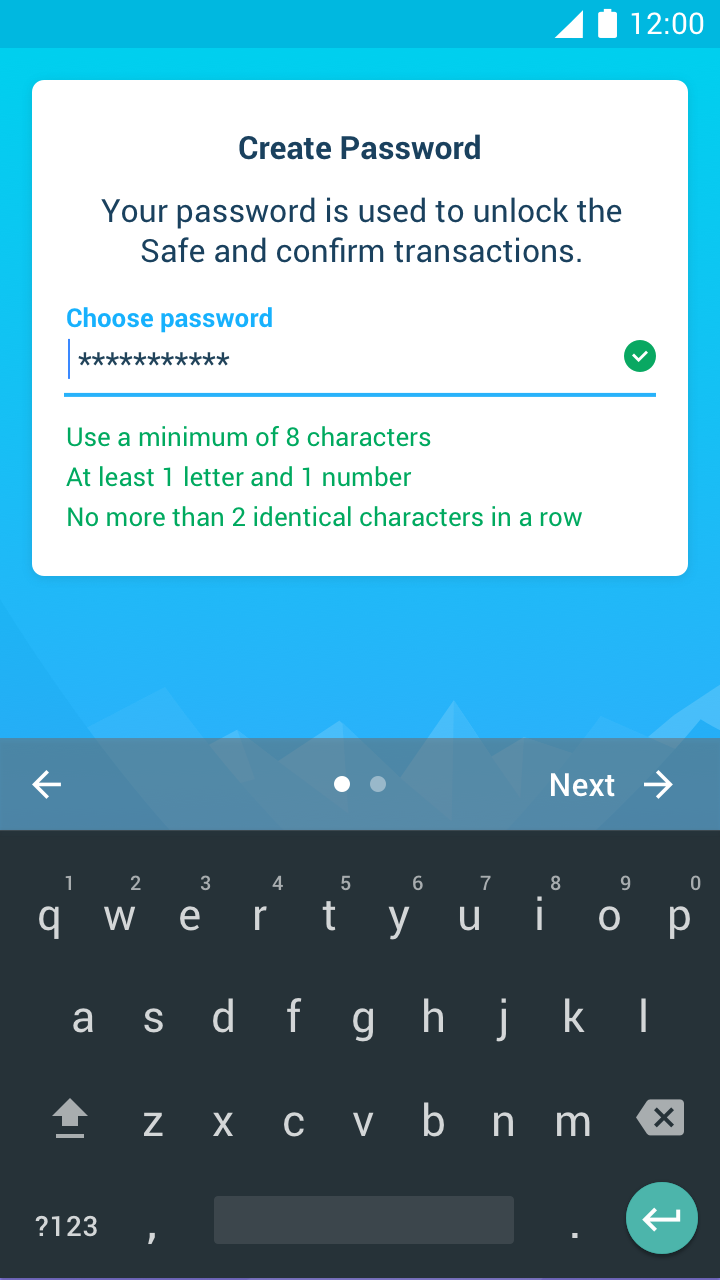 12:00
Create Password
Your password is used to unlock the
Safe and confirm transactions.
Choose password
***********
Use a minimum of 8 characters
At least 1 letter and 1 number
No more than 2 identical characters in a row
Next
1 2 3 4 5 6 7 8 9 0
q w e r t y u i o p
a s d f g h j k l
z x c v b n m
?123 , .